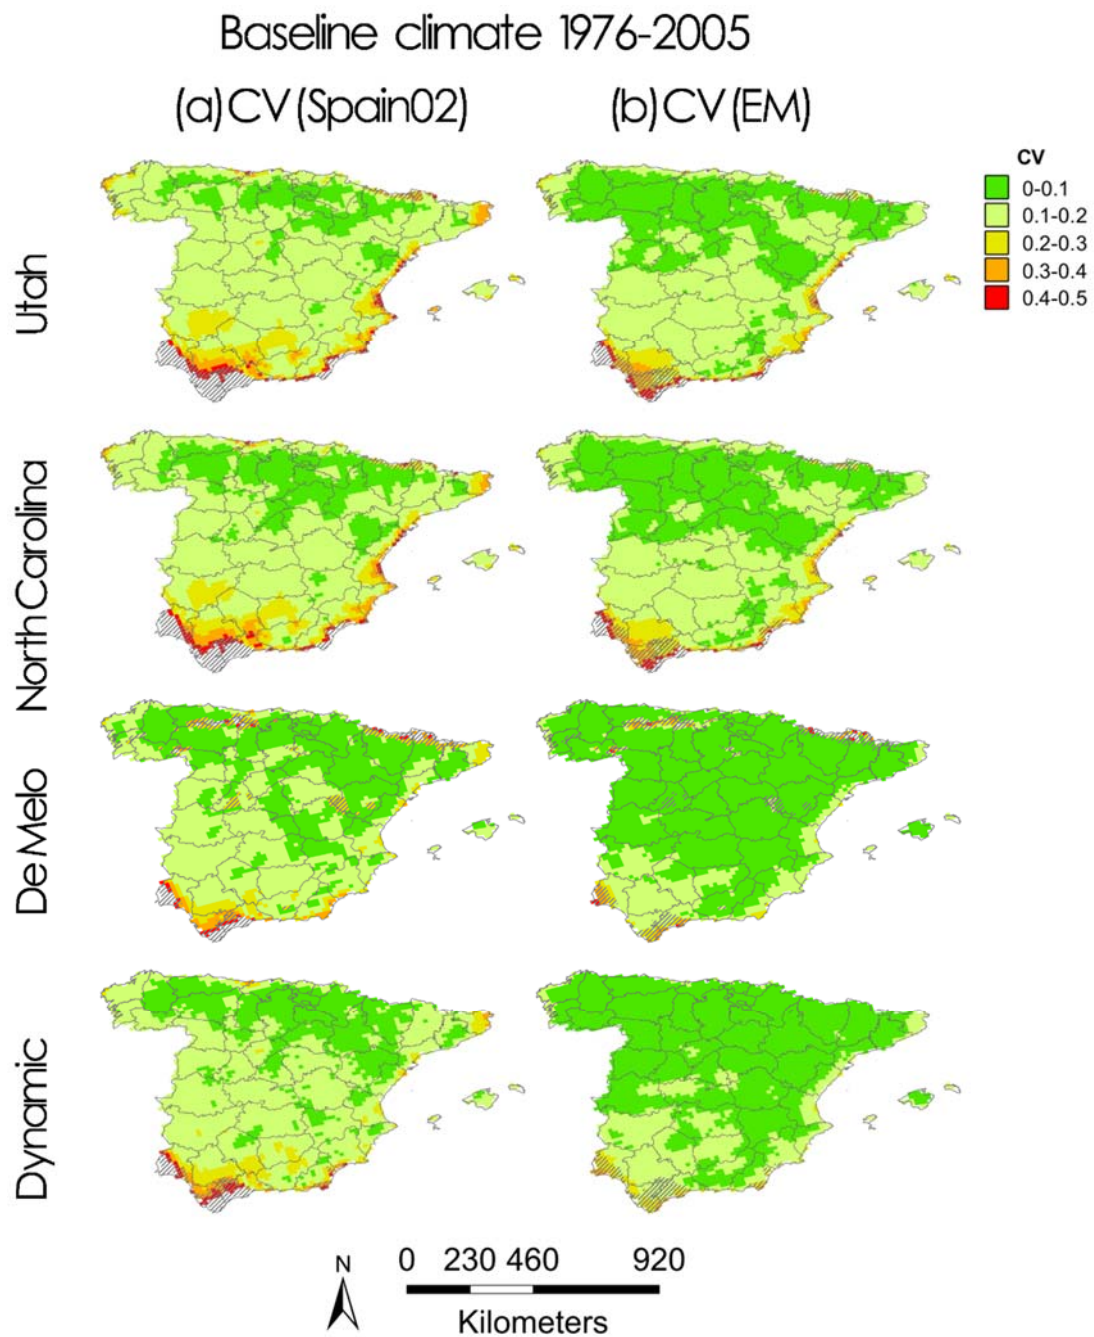 Baseline climate 1976-2005
(a) CV (Spain02)
(b) CV (EM)
CV
0-0.1
0.1-0.2
0.2-0.3
0.3-0.4
0.4-0.5
Utah
North Carolina
De Melo
Dynamic
N
0 230 460 920
Kilometers